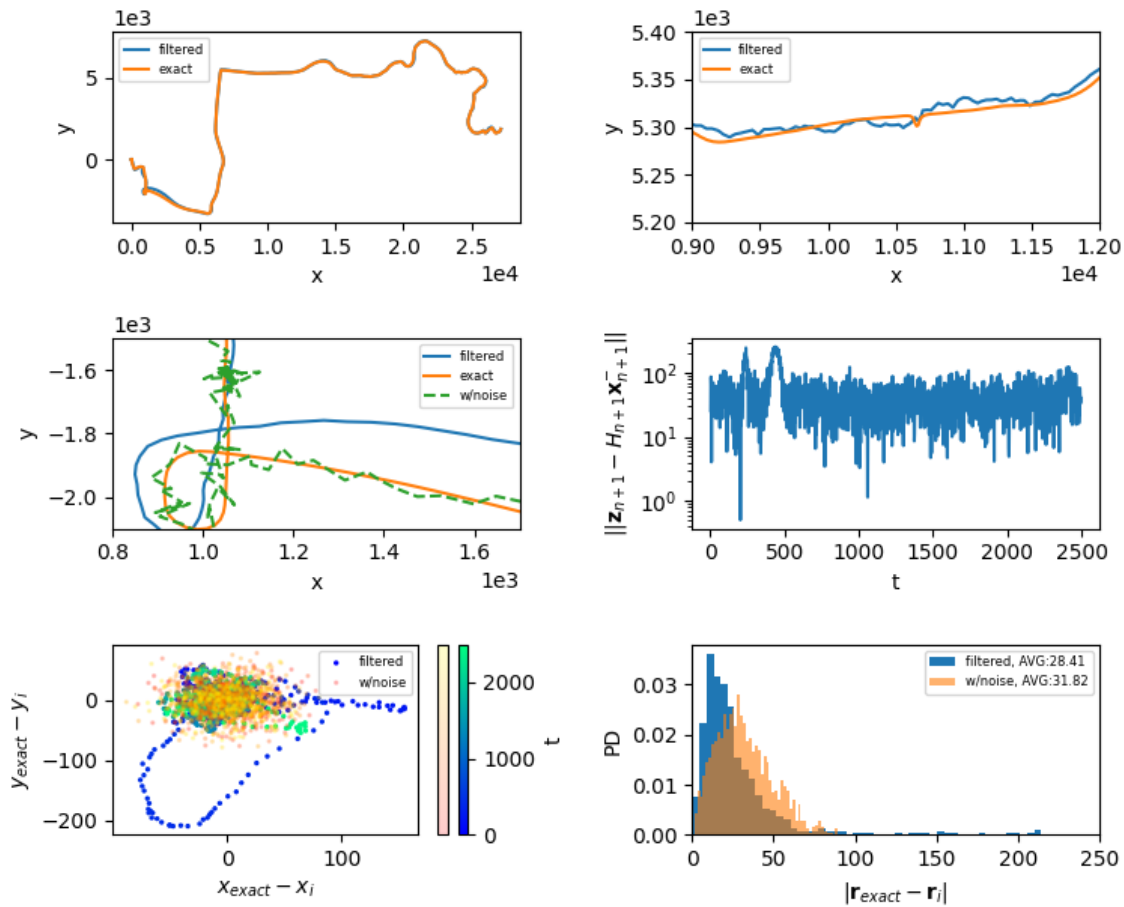 1e3
filtered
exact
5
0
y
0.0 0.5 1.0 1.5 2.0 2.5
x
1e4
1e3
filtered
exact
5.40
5.35
5.30
5.25
5.20
y
0.90 0.95 1.00 1.05 1.10 1.15 1.20
x
1e4
1e3
filtered
exact
w/noise
−1.6
−1.8
−2.0
y
0.8 1.0 1.2 1.4 1.6
x
1e3
10²
10¹
10⁰
||z_{n+1} − H_{n+1}x⁻_{n+1}||
0 500 1000 1500 2000 2500
t
filtered
w/noise
0
−100
−200
y_{exact} − y_i
0 100
x_{exact} − x_i
2000
1000
0
t
filtered, AVG:28.41
w/noise, AVG:31.82
0.03
0.02
0.01
0.00
PD
0 50 100 150 200 250
|r_{exact} − r_i|